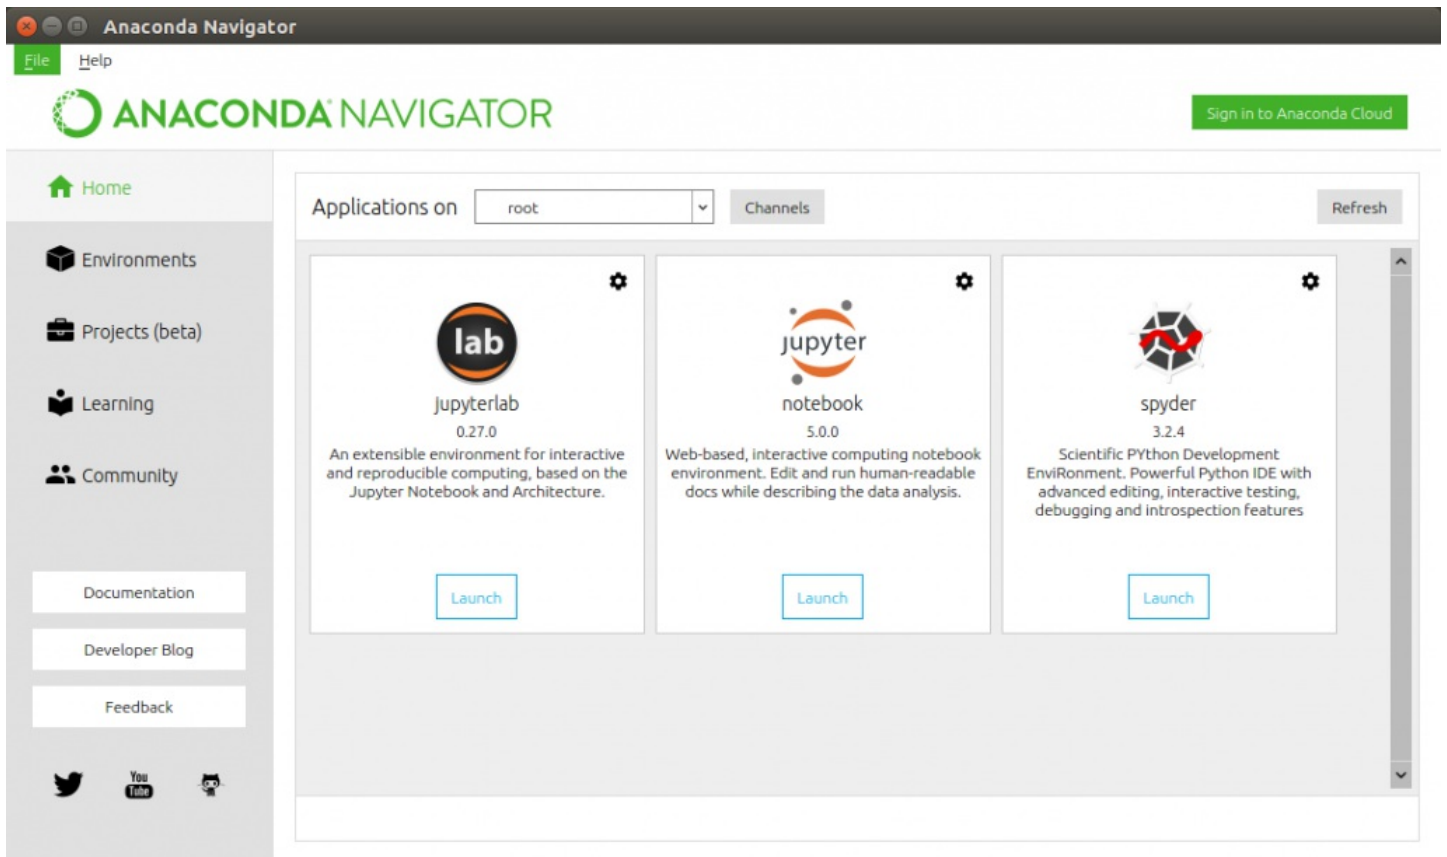 Anaconda Navigator
File Help
ANACONDA NAVIGATOR
Sign in to Anaconda Cloud
Home
Environments
Projects (beta)
Learning
Community
Documentation
Developer Blog
Feedback
You
Tube
Applications on root Channels Refresh
lab
jupyterlab
0.27.0
An extensible environment for interactive
and reproducible computing, based on the
Jupyter Notebook and Architecture.
Launch
jupyter
notebook
5.0.0
Web-based, interactive computing notebook
environment. Edit and run human-readable
docs while describing the data analysis.
Launch
spyder
3.2.4
Scientific PYthon Development
EnviRonment. Powerful Python IDE with
advanced editing, interactive testing,
debugging and introspection features
Launch